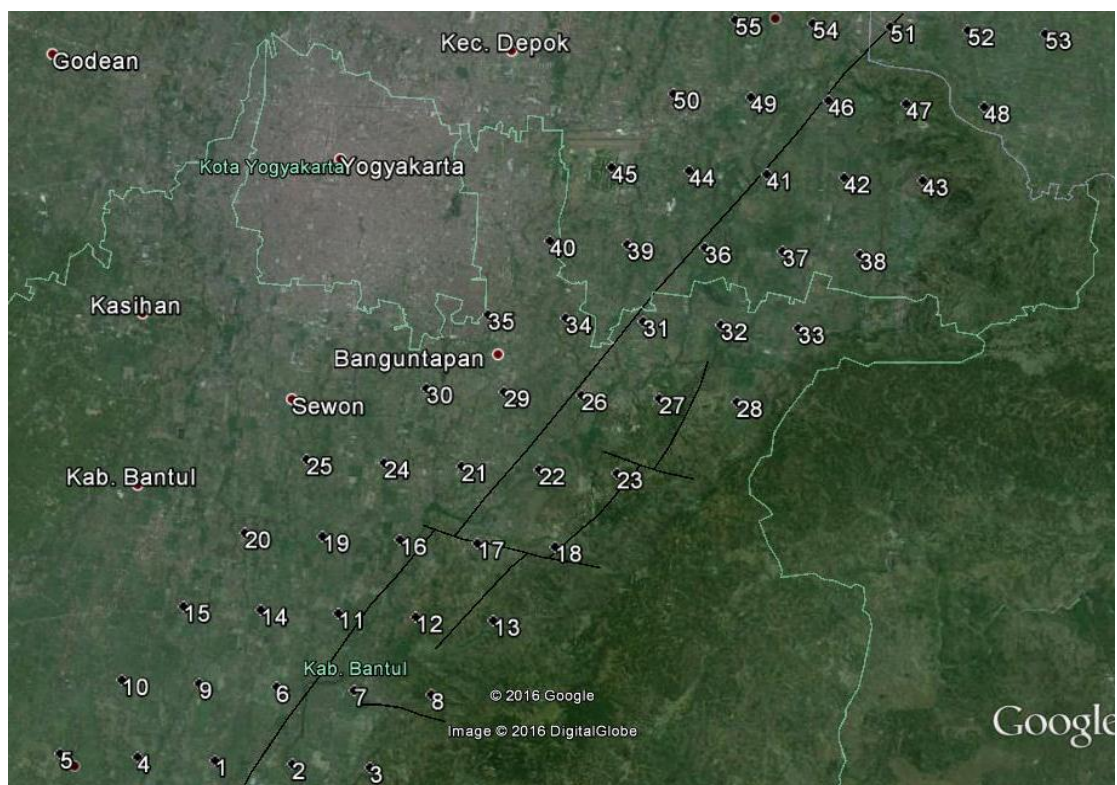 55 54 51 52 53
Godean Kec. Depok
50 49 46 47 48
Kota Yogyakarta Yogyakarta
45 44 41 42 43
40 39 36 37 38
Kasihan
35 34 31 32 33
Banguntapan
30 29 26 27 28
Sewon
25 24 21 22 23
Kab. Bantul
20 19 16 17 18
15 14 11 12 13
Kab. Bantul
10 9 6 7 8
© 2016 Google
Image © 2016 DigitalGlobe
Google
5 4 1 2 3